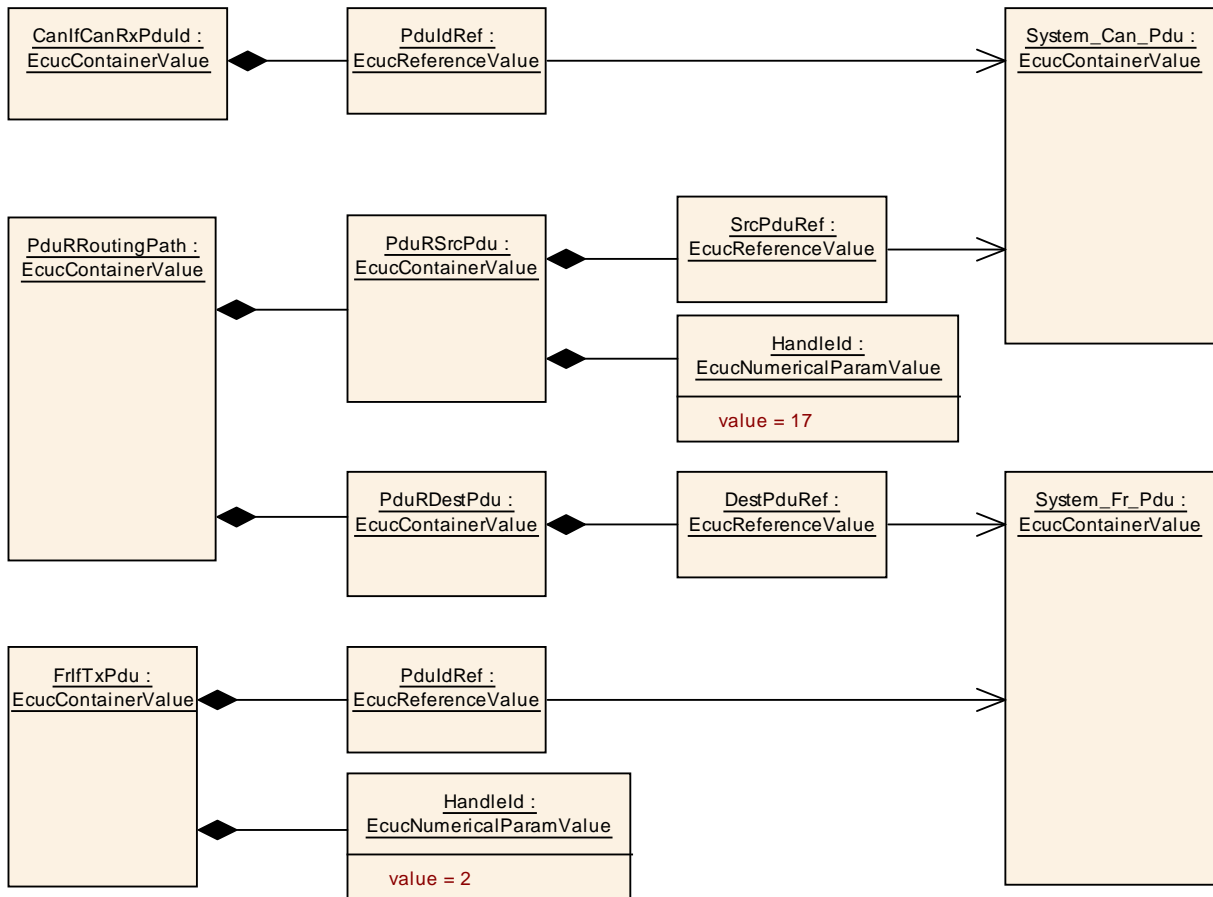 CanIfCanRxPduId :
EcucContainerValue
PduIdRef :
EcucReferenceValue
System_Can_Pdu :
EcucContainerValue
PduRRoutingPath :
EcucContainerValue
PduRSrcPdu :
EcucContainerValue
SrcPduRef :
EcucReferenceValue
HandleId :
EcucNumericalParamValue
value = 17
PduRDestPdu :
EcucContainerValue
DestPduRef :
EcucReferenceValue
System_Fr_Pdu :
EcucContainerValue
FrIfTxPdu :
EcucContainerValue
PduIdRef :
EcucReferenceValue
HandleId :
EcucNumericalParamValue
value = 2